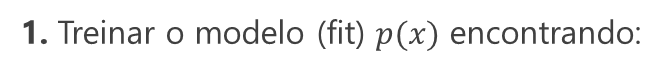 1. Treinar o modelo (fit) p(x) encontrando: